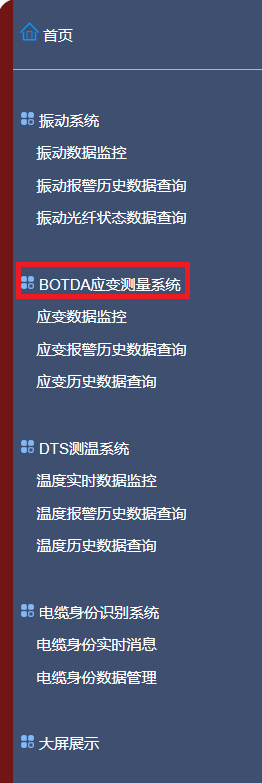 首页
振动系统
振动数据监控
振动报警历史数据查询
振动光纤状态数据查询
BOTDA应变测量系统
应变数据监控
应变报警历史数据查询
应变历史数据查询
DTS测温系统
温度实时数据监控
温度报警历史数据查询
温度历史数据查询
电缆身份识别系统
电缆身份实时消息
电缆身份数据管理
大屏展示